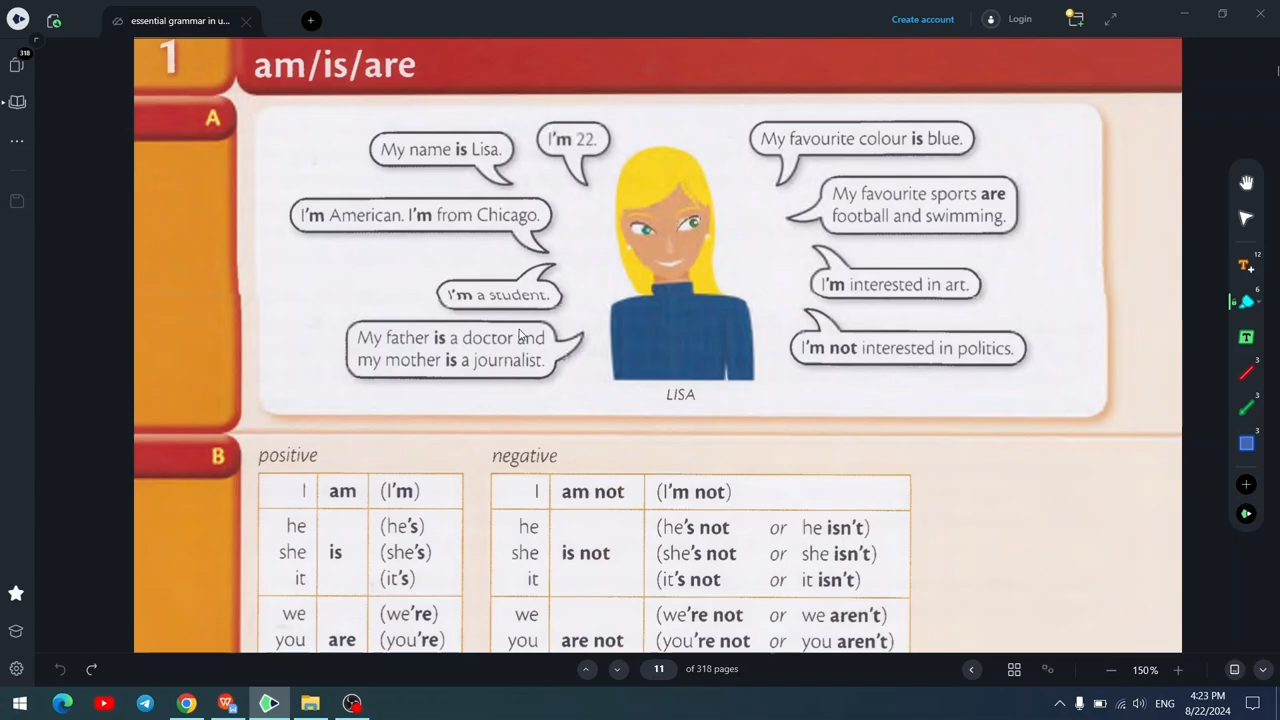 essential grammar in u...
Create account
Login
318
1
am/is/are
A
My name is Lisa.
I'm 22.
My favourite colour is blue.
I'm American. I'm from Chicago.
My favourite sports are
football and swimming.
I'm a student.
I'm interested in art.
My father is a doctor and
my mother is a journalist.
I'm not interested in politics.
LISA
B
positive
negative
I am (I'm)
I am not (I'm not)
he (he's)
he (he's not or he isn't)
she is (she's)
she is not (she's not or she isn't)
it (it's)
it (it's not or it isn't)
we (we're)
we (we're not or we aren't)
you are (you're)
you are not (you're not or you aren't)
12
6
T
3
3
3
11 of 318 pages
150%
ENG
4:23 PM
8/22/2024